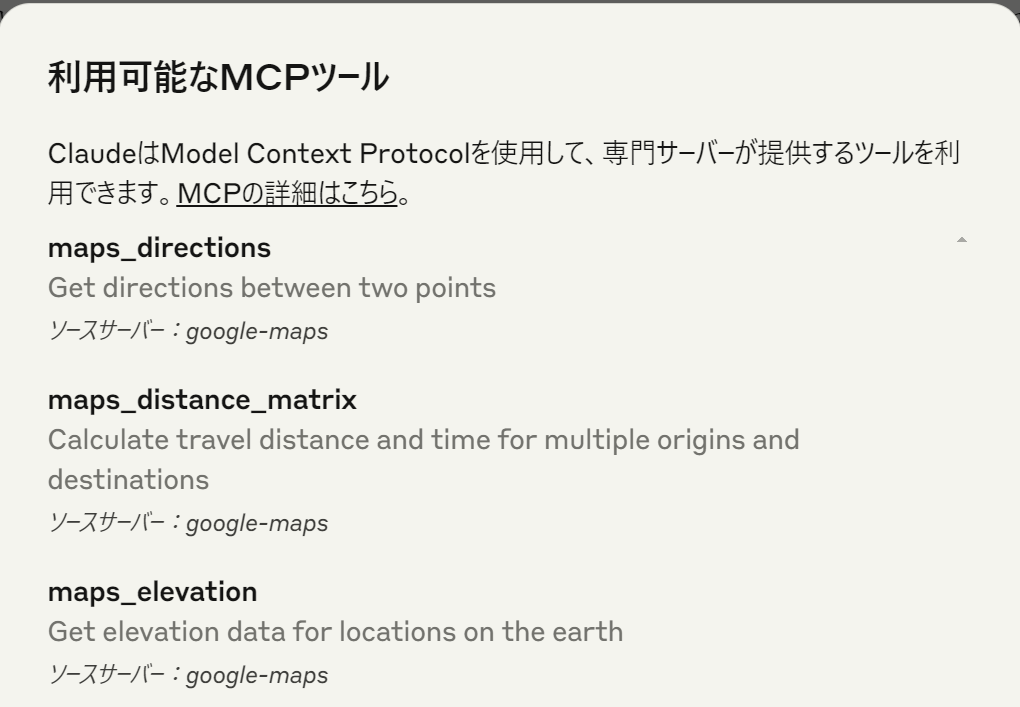 利用可能なMCPツール
ClaudeはModel Context Protocolを使用して、専門サーバーが提供するツールを利
用できます。MCPの詳細はこちら。
maps_directions
Get directions between two points
ソースサーバー：google-maps
maps_distance_matrix
Calculate travel distance and time for multiple origins and
destinations
ソースサーバー：google-maps
maps_elevation
Get elevation data for locations on the earth
ソースサーバー：google-maps